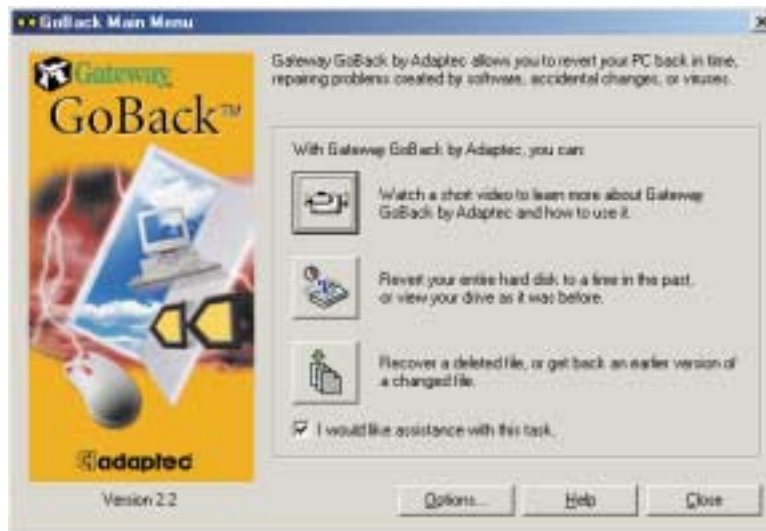 GoBack Main Menu
Gateway
GoBack™
adaptec
Version 2.2
Gateway GoBack by Adaptec allows you to revert your PC back in time,
repairing problems created by software, accidental changes, or viruses.
With Gateway GoBack by Adaptec, you can:
Watch a short video to learn more about Gateway
GoBack by Adaptec and how to use it.
Revert your entire hard disk to a time in the past,
or view your drive as it was before.
Recover a deleted file, or get back an earlier version of
a changed file.
I would like assistance with this task.
Options...
Help
Close